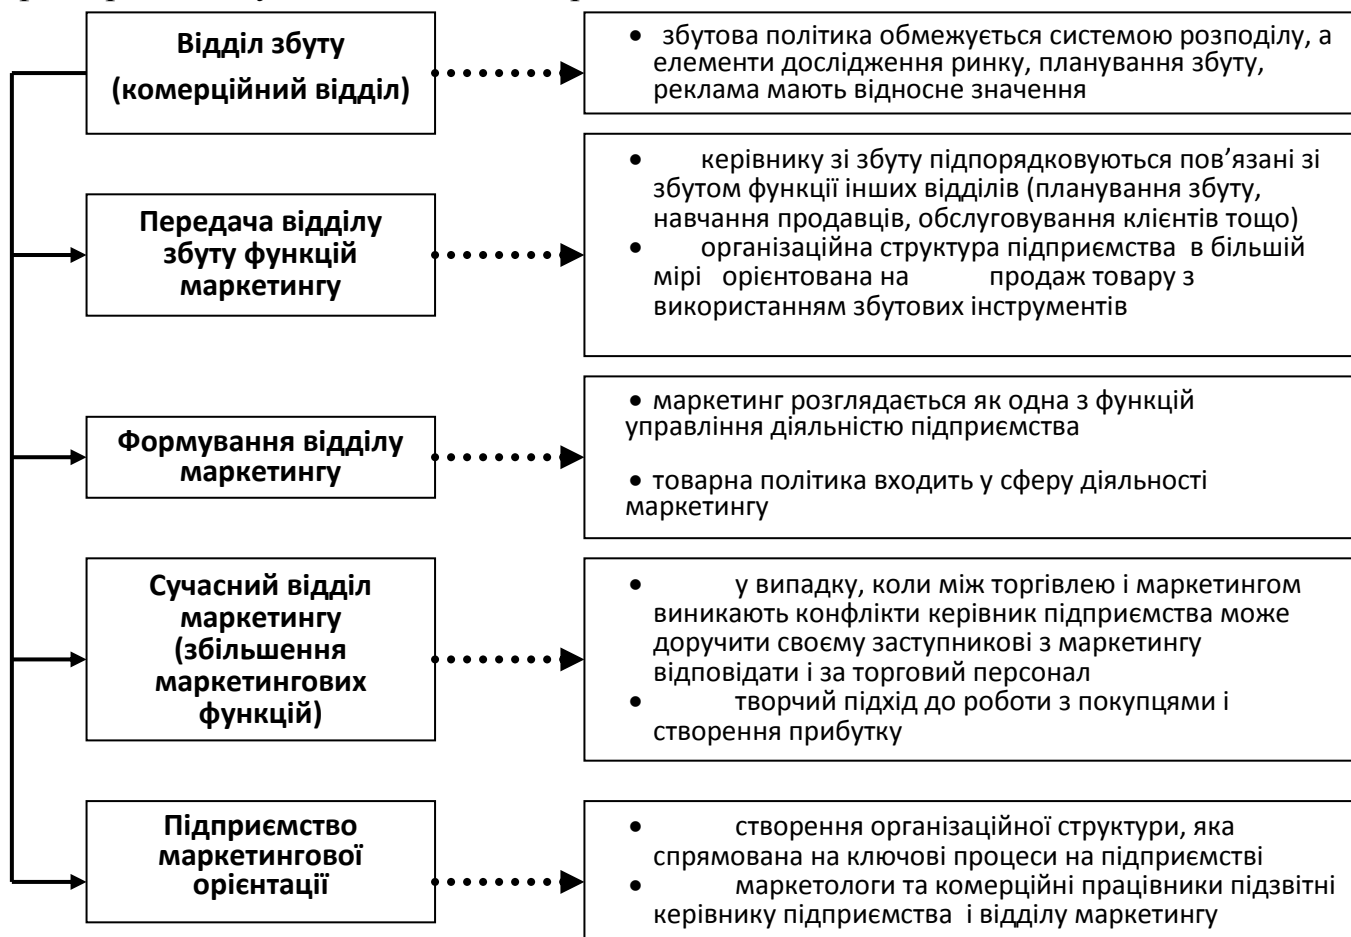 Відділ збуту
(комерційний відділ)
• збутова політика обмежується системою розподілу, а
елементи дослідження ринку, планування збуту,
реклама мають відносне значення
Передача відділу
збуту функцій
маркетингу
• керівнику зі збуту підпорядковуються пов’язані зі
збутом функції інших відділів (планування збуту,
навчання продавців, обслуговування клієнтів тощо)
• організаційна структура підприємства в більшій
мірі орієнтована на продаж товару з
використанням збутових інструментів
Формування відділу
маркетингу
• маркетинг розглядається як одна з функцій
управління діяльністю підприємства
• товарна політика входить у сферу діяльності
маркетингу
Сучасний відділ
маркетингу
(збільшення
маркетингових
функцій)
• у випадку, коли між торгівлею і маркетингом
виникають конфлікти керівник підприємства може
доручити своєму заступникові з маркетингу
відповідати і за торговий персонал
• творчий підхід до роботи з покупцями і
створення прибутку
Підприємство
маркетингової
орієнтації
• створення організаційної структури, яка
спрямована на ключові процеси на підприємстві
• маркетологи та комерційні працівники підзвітні
керівнику підприємства і відділу маркетингу